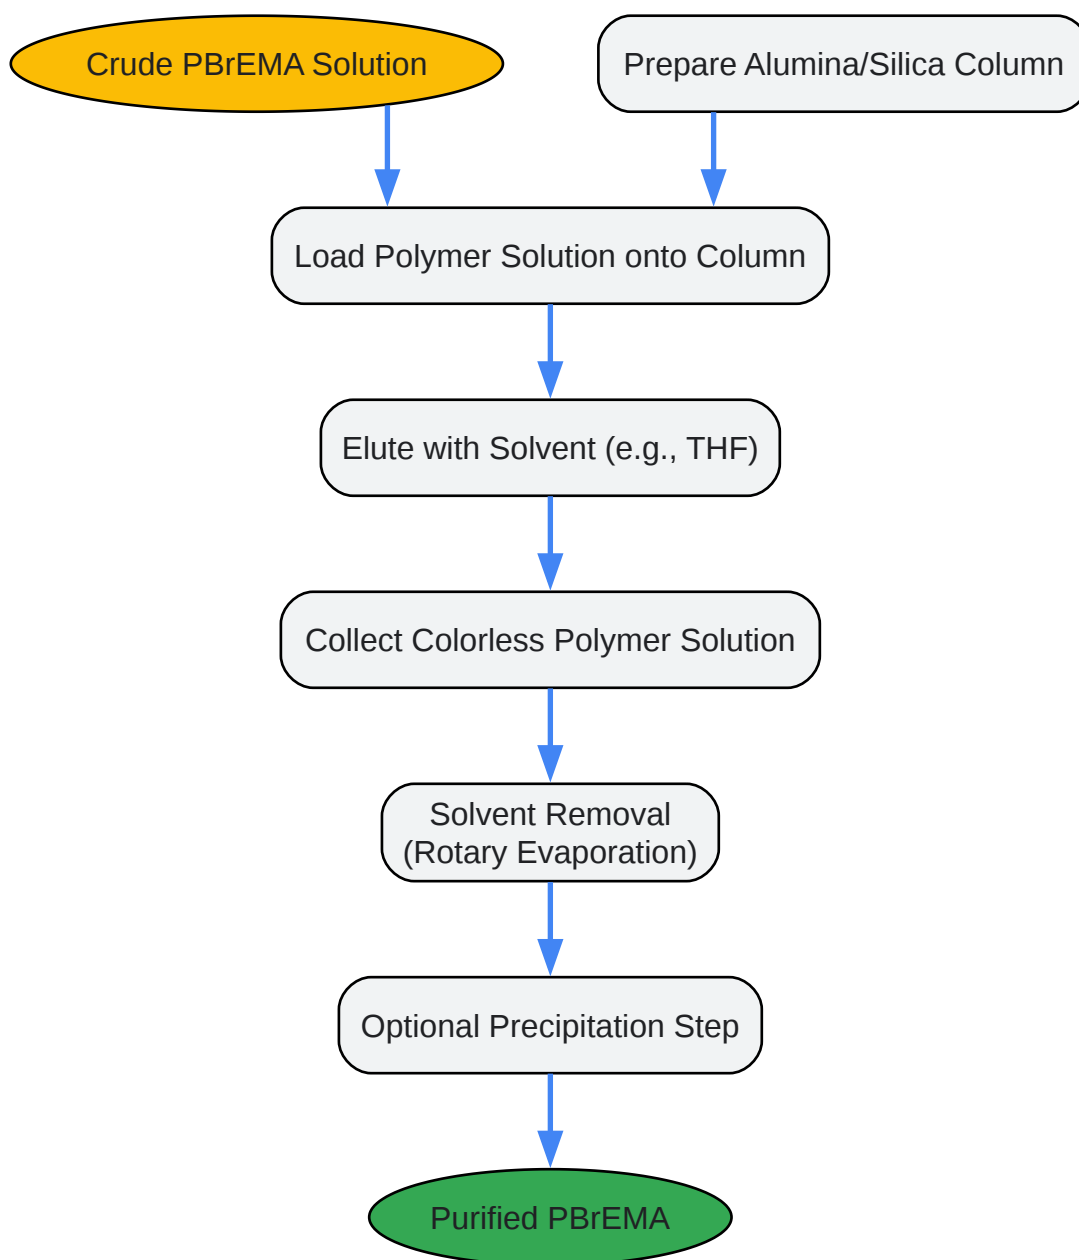 Crude PBrEMA Solution
Prepare Alumina/Silica Column
Load Polymer Solution onto Column
Elute with Solvent (e.g., THF)
Collect Colorless Polymer Solution
Solvent Removal
(Rotary Evaporation)
Optional Precipitation Step
Purified PBrEMA